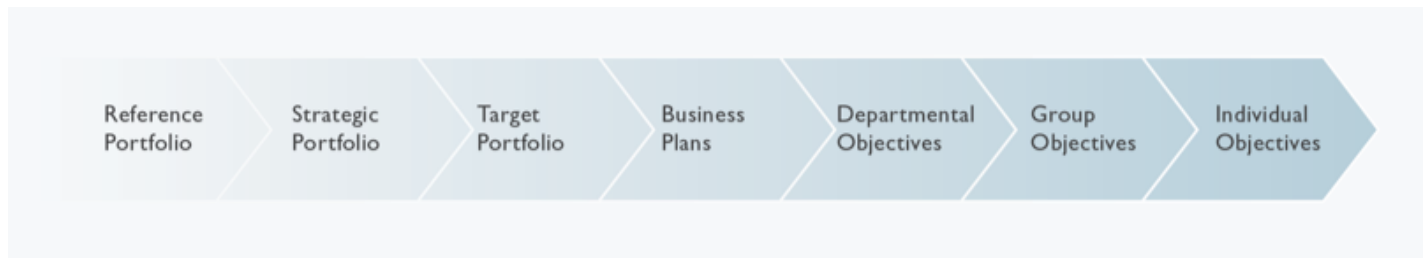 Reference
Portfolio
Strategic
Portfolio
Target
Portfolio
Business
Plans
Departmental
Objectives
Group
Objectives
Individual
Objectives